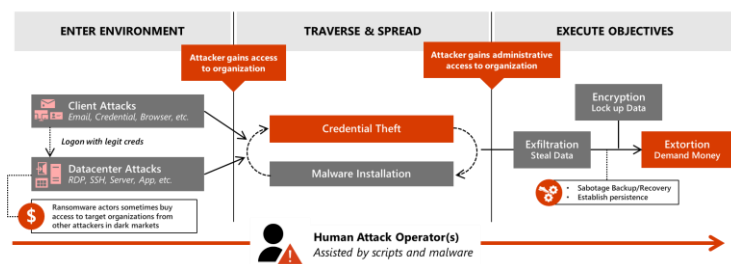 ENTER ENVIRONMENT
TRAVERSE & SPREAD
EXECUTE OBJECTIVES
Attacker gains access
to organization
Attacker gains administrative
access to organization
Client Attacks
Email, Credential, Browser, etc.
Logon with legit creds
Datacenter Attacks
RDP, SSH, Server, App, etc.
$
Ransomware actors sometimes buy
access to target organizations from
other attackers in dark markets
Credential Theft
Malware Installation
Encryption
Lock up Data
Exfiltration
Steal Data
Extortion
Demand Money
• Sabotage Backup/Recovery
• Establish persistence
Human Attack Operator(s)
Assisted by scripts and malware